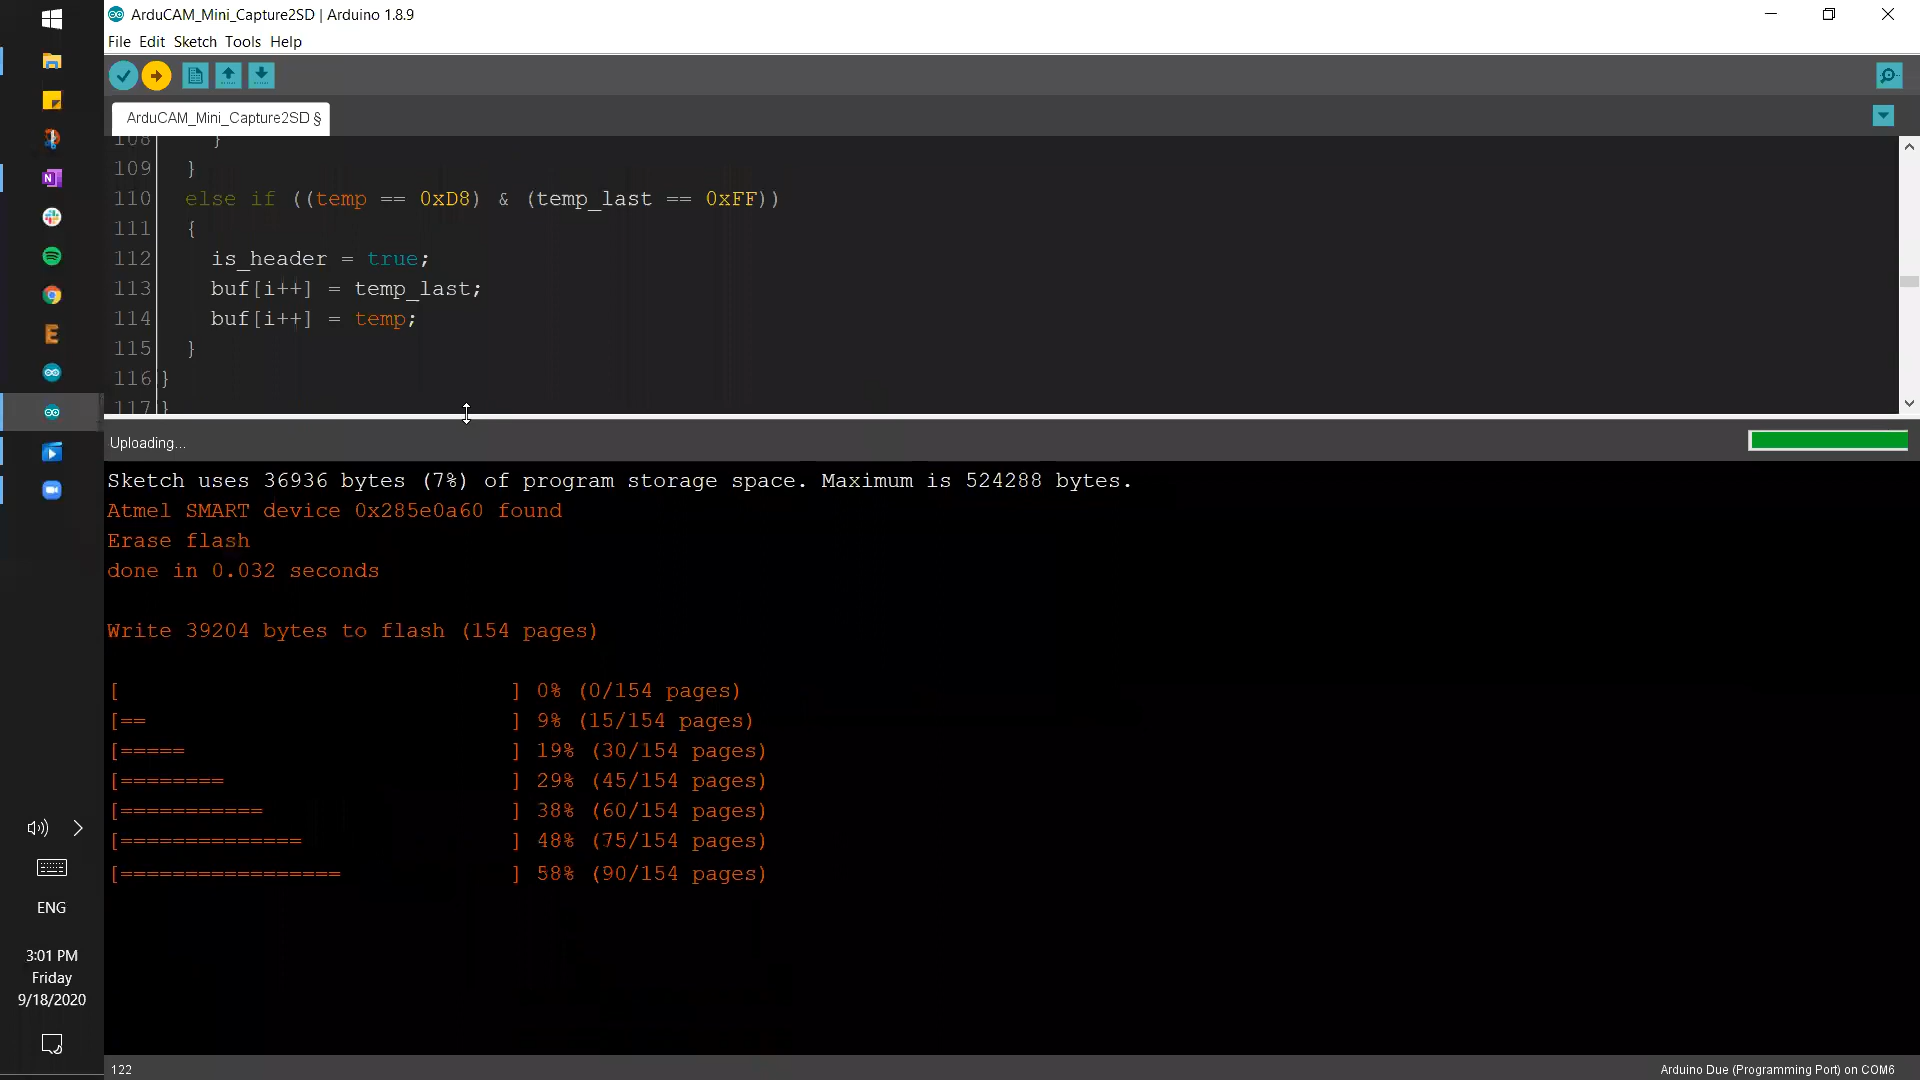 ArduCAM_Mini_Capture2SD | Arduino 1.8.9
File Edit Sketch Tools Help
ArduCAM_Mini_Capture2SD §
108 }
109 }
110 else if ((temp == 0xD8) & (temp_last == 0xFF))
111 {
112 is_header = true;
113 buf[i++] = temp_last;
114 buf[i++] = temp;
115 }
116 }
117 }
Uploading...
Sketch uses 36936 bytes (7%) of program storage space. Maximum is 524288 bytes.
Atmel SMART device 0x285e0a60 found
Erase flash
done in 0.032 seconds
Write 39204 bytes to flash (154 pages)
[                              ] 0% (0/154 pages)
[==                            ] 9% (15/154 pages)
[=====                         ] 19% (30/154 pages)
[========                      ] 29% (45/154 pages)
[===========                   ] 38% (60/154 pages)
[==============                ] 48% (75/154 pages)
[=================             ] 58% (90/154 pages)
122
Arduino Due (Programming Port) on COM6
N
E
ENG
3:01 PM
Friday
9/18/2020